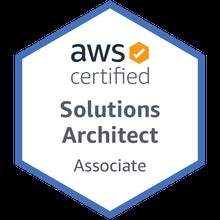 aws
certified
Solutions
Architect
Associate